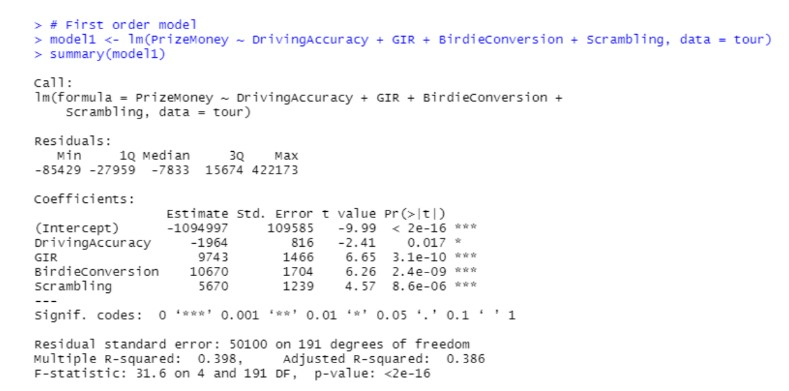 > # First order model
> model1 <- lm(PrizeMoney ~ DrivingAccuracy + GIR + BirdieConversion + Scrambling, data = tour)
> summary(model1)
Call:
lm(formula = PrizeMoney ~ DrivingAccuracy + GIR + BirdieConversion +
    Scrambling, data = tour)
Residuals:
   Min     1Q Median     3Q    Max
-85429 -27959  -7833  15674 422173
Coefficients:
                 Estimate Std. Error t value Pr(>|t|)
(Intercept)      -1094997     109585   -9.99  < 2e-16 ***
DrivingAccuracy     -1964        816   -2.41    0.017 *
GIR                  9743       1466    6.65  3.1e-10 ***
BirdieConversion    10670       1704    6.26  2.4e-09 ***
Scrambling           5670       1239    4.57  8.6e-06 ***
---
Signif. codes:  0 ‘***’ 0.001 ‘**’ 0.01 ‘*’ 0.05 ‘.’ 0.1 ‘ ’ 1
Residual standard error: 50100 on 191 degrees of freedom
Multiple R-squared:  0.398,	Adjusted R-squared:  0.386
F-statistic: 31.6 on 4 and 191 DF,  p-value: <2e-16